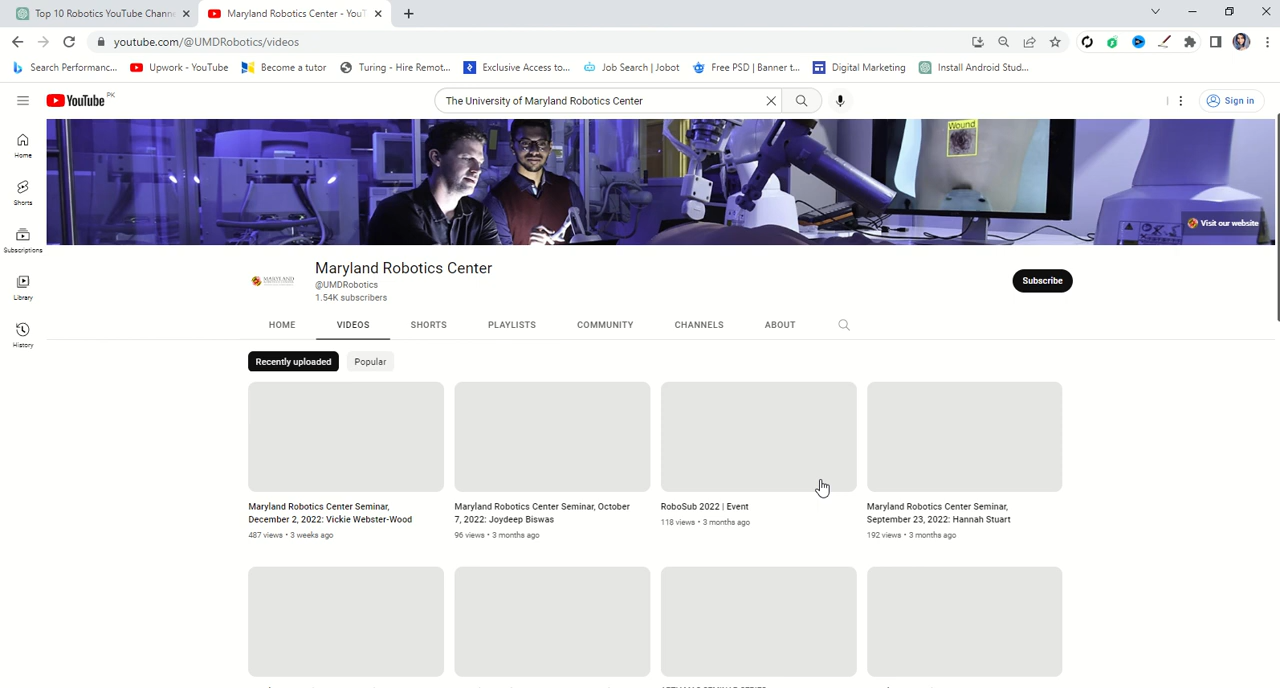 Top 10 Robotics YouTube Channe
Maryland Robotics Center - YouT
youtube.com/@UMDRobotics/videos
Search Performanc...
Upwork - YouTube
Become a tutor
Turing - Hire Remot...
Exclusive Access to...
Job Search | Jobot
Free PSD | Banner t...
Digital Marketing
Install Android Stud...
YouTube PK
The University of Maryland Robotics Center
Sign in
Home
Shorts
Subscriptions
Library
History
Wound
Visit our website
Maryland Robotics Center
@UMDRobotics
1.54K subscribers
MARYLAND
Subscribe
HOME
VIDEOS
SHORTS
PLAYLISTS
COMMUNITY
CHANNELS
ABOUT
Recently uploaded
Popular
Maryland Robotics Center Seminar,
December 2, 2022: Vickie Webster-Wood
487 views • 3 weeks ago
Maryland Robotics Center Seminar, October
7, 2022: Joydeep Biswas
96 views • 3 months ago
RoboSub 2022 | Event
118 views • 3 months ago
Maryland Robotics Center Seminar,
September 23, 2022: Hannah Stuart
192 views • 3 months ago